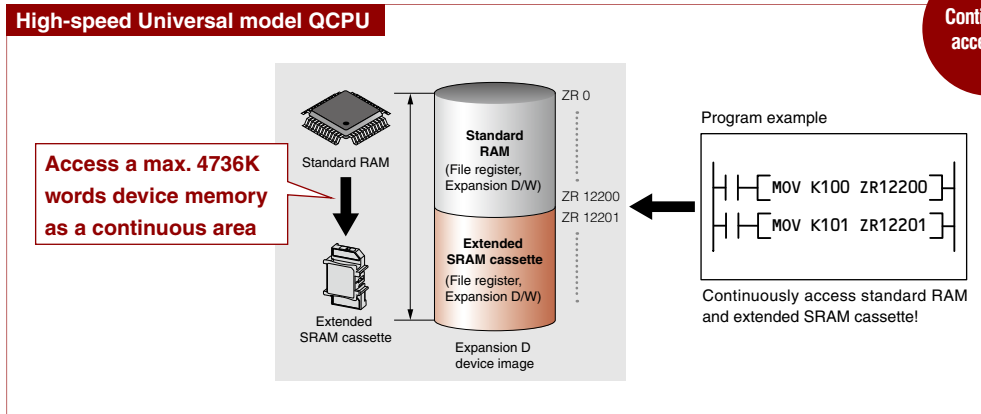 High-speed Universal model QCPU
Access a max. 4736K
words device memory
as a continuous area
Standard RAM
Extended
SRAM cassette
Standard
RAM
(File register,
Expansion D/W)
Extended
SRAM cassette
(File register,
Expansion D/W)
Expansion D
device image
ZR 0
ZR 12200
ZR 12201
Program example
MOV K100 ZR12200
MOV K101 ZR12201
Continuously access standard RAM
and extended SRAM cassette!